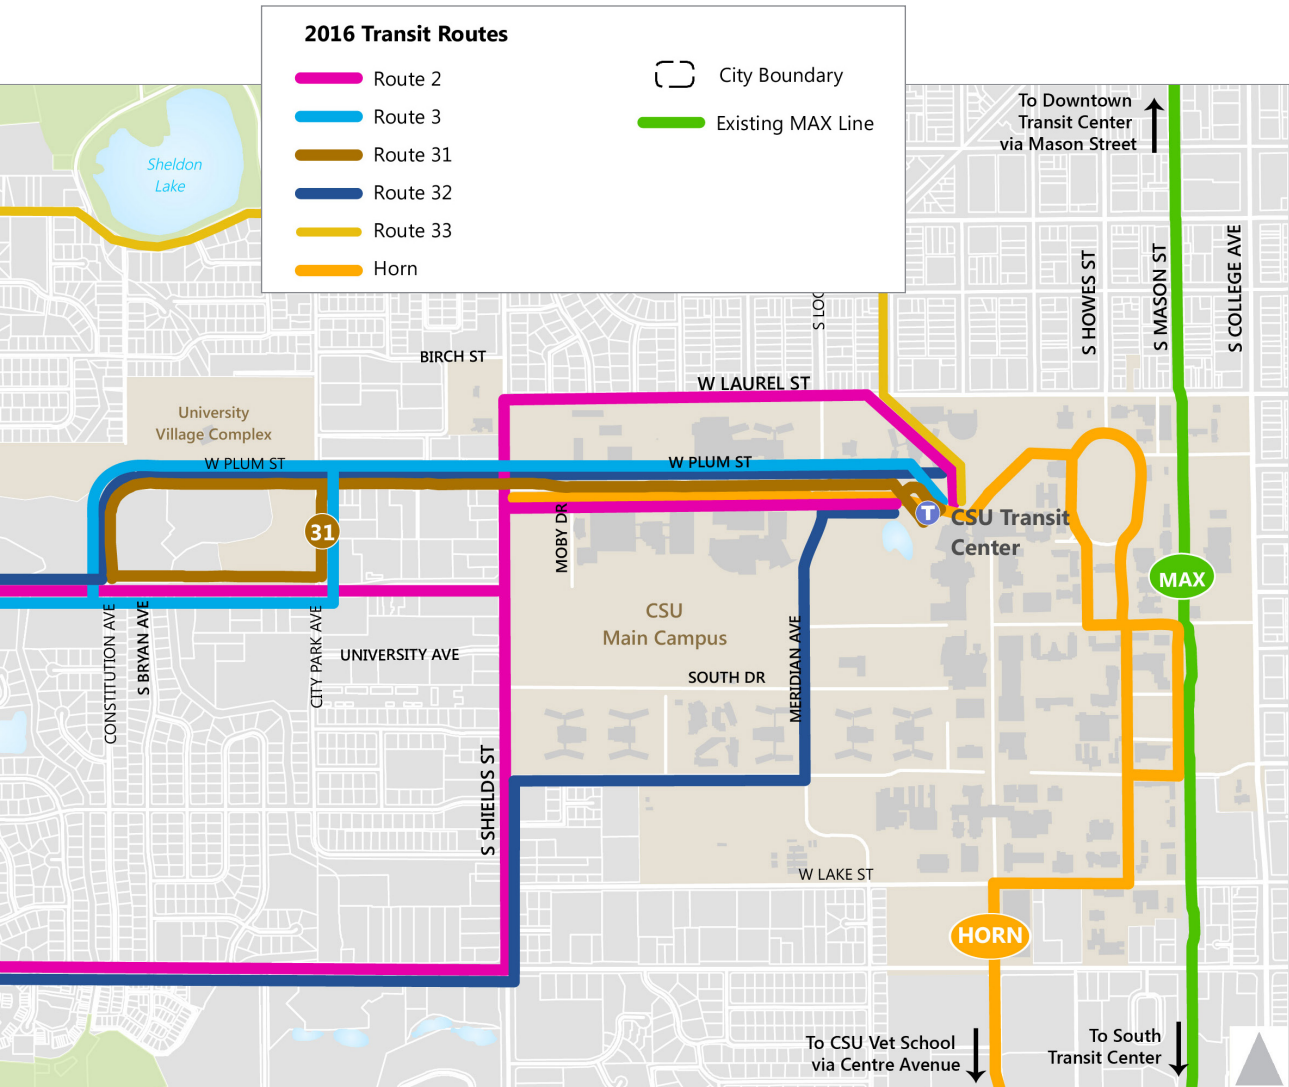 2016 Transit Routes
Route 2
Route 3
Route 31
Route 32
Route 33
Horn
City Boundary
Existing MAX Line
To Downtown
Transit Center
via Mason Street
Sheldon
Lake
S HOWES ST
S MASON ST
S COLLEGE AVE
S LOC
BIRCH ST
W LAUREL ST
University
Village Complex
W PLUM ST
W PLUM ST
31
MOBY DR
T
CSU Transit
Center
MAX
CSU
Main Campus
CONSTITUTION AVE
S BRYAN AVE
CITY PARK AVE
UNIVERSITY AVE
SOUTH DR
MERIDIAN AVE
S SHIELDS ST
W LAKE ST
HORN
To CSU Vet School
via Centre Avenue
To South
Transit Center